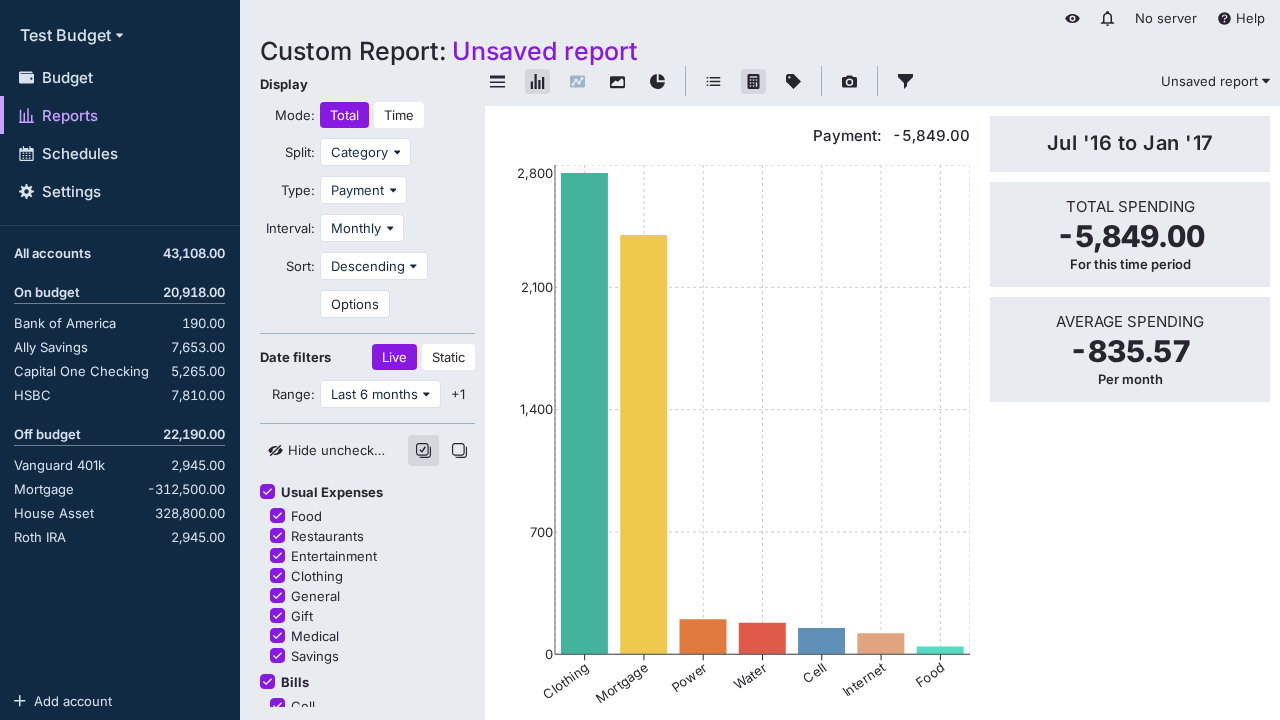 Test Budget
Budget
Reports
Schedules
Settings
All accounts 43,108.00
On budget 20,918.00
Bank of America 190.00
Ally Savings 7,653.00
Capital One Checking 5,265.00
HSBC 7,810.00
Off budget 22,190.00
Vanguard 401k 2,945.00
Mortgage -312,500.00
House Asset 328,800.00
Roth IRA 2,945.00
Add account
No server Help
Custom Report: Unsaved report
Display
Mode: Total Time
Split: Category
Type: Payment
Interval: Monthly
Sort: Descending
Options
Date filters Live Static
Range: Last 6 months +1
Hide uncheck...
Usual Expenses
Food
Restaurants
Entertainment
Clothing
General
Gift
Medical
Savings
Bills
Cell
Unsaved report
Payment: -5,849.00
2,800
2,100
1,400
700
0
Clothing
Mortgage
Power
Water
Cell
Internet
Food
Jul '16 to Jan '17
TOTAL SPENDING
-5,849.00
For this time period
AVERAGE SPENDING
-835.57
Per month